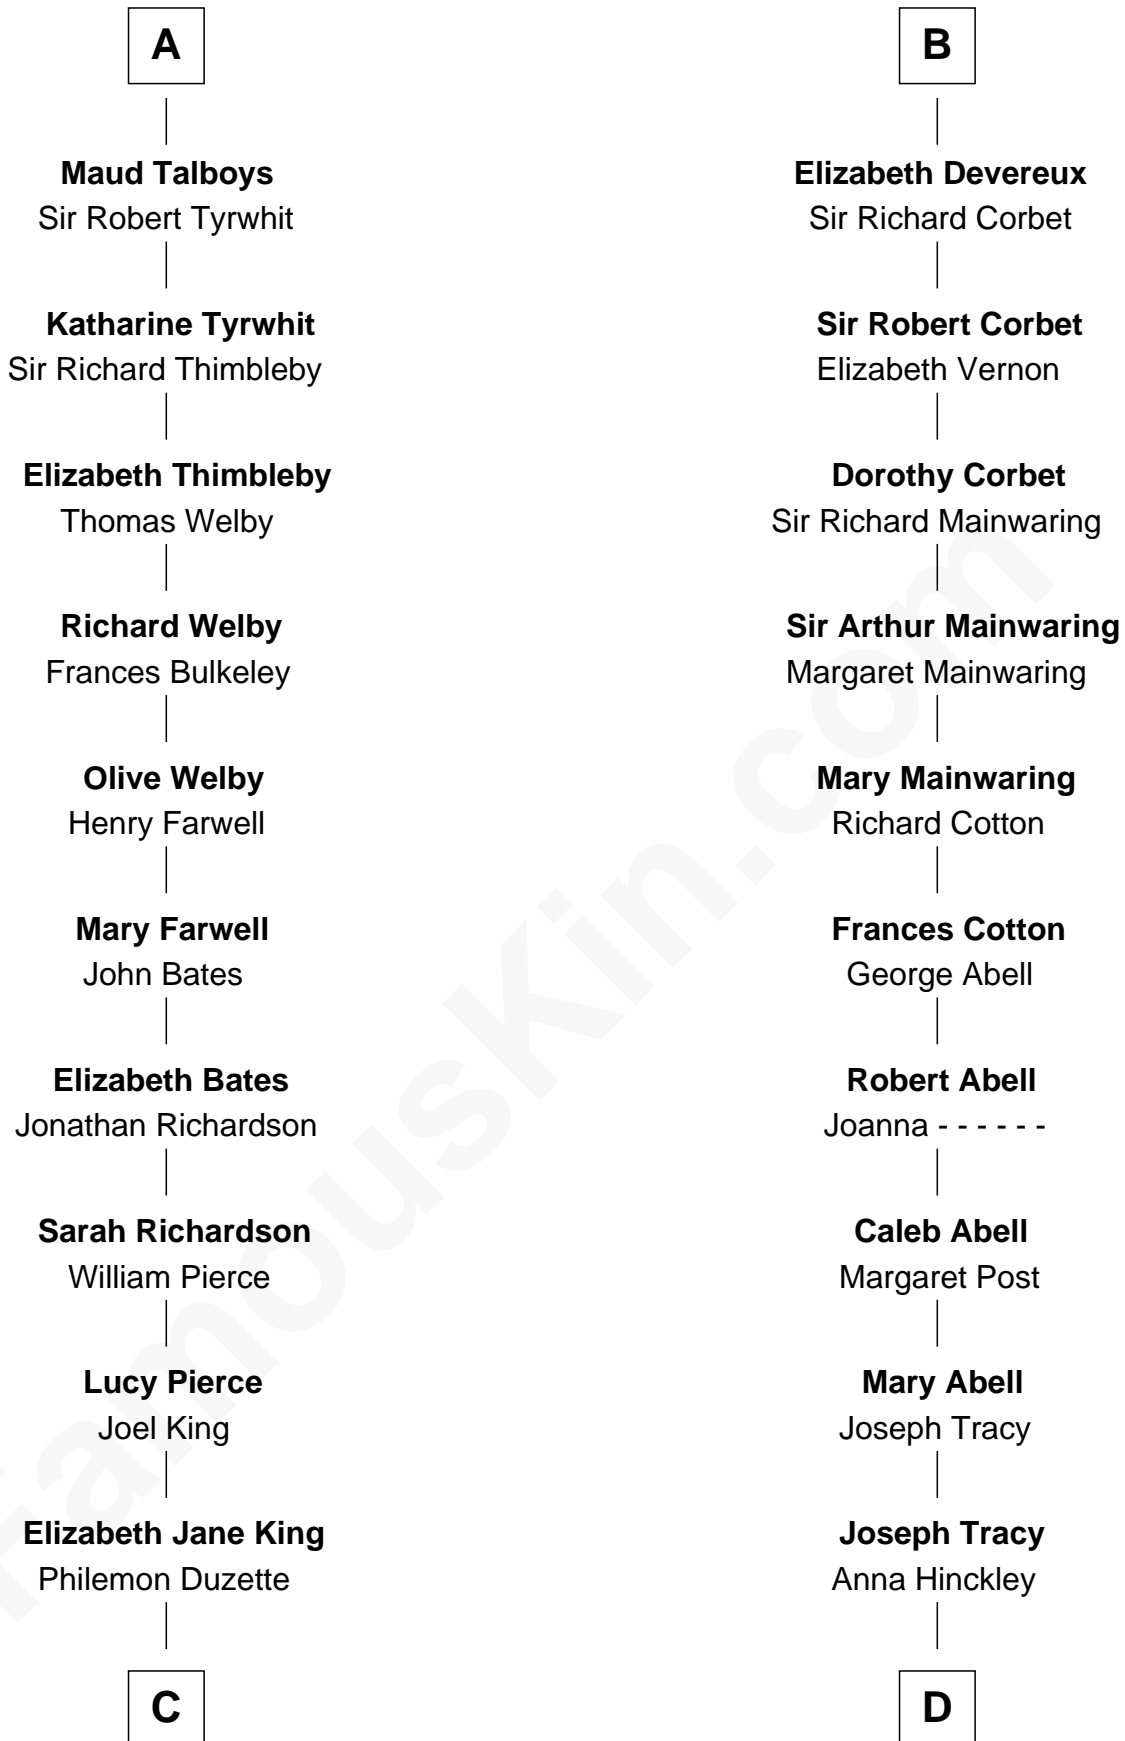 A
Maud Talboys
Sir Robert Tyrwhit
Katharine Tyrwhit
Sir Richard Thimbleby
Elizabeth Thimbleby
Thomas Welby
Richard Welby
Frances Bulkeley
Olive Welby
Henry Farwell
Mary Farwell
John Bates
Elizabeth Bates
Jonathan Richardson
Sarah Richardson
William Pierce
Lucy Pierce
Joel King
Elizabeth Jane King
Philemon Duzette
C
B
Elizabeth Devereux
Sir Richard Corbet
Sir Robert Corbet
Elizabeth Vernon
Dorothy Corbet
Sir Richard Mainwaring
Sir Arthur Mainwaring
Margaret Mainwaring
Mary Mainwaring
Richard Cotton
Frances Cotton
George Abell
Robert Abell
Joanna - - - - - -
Caleb Abell
Margaret Post
Mary Abell
Joseph Tracy
Joseph Tracy
Anna Hinckley
D
FamousKin.com